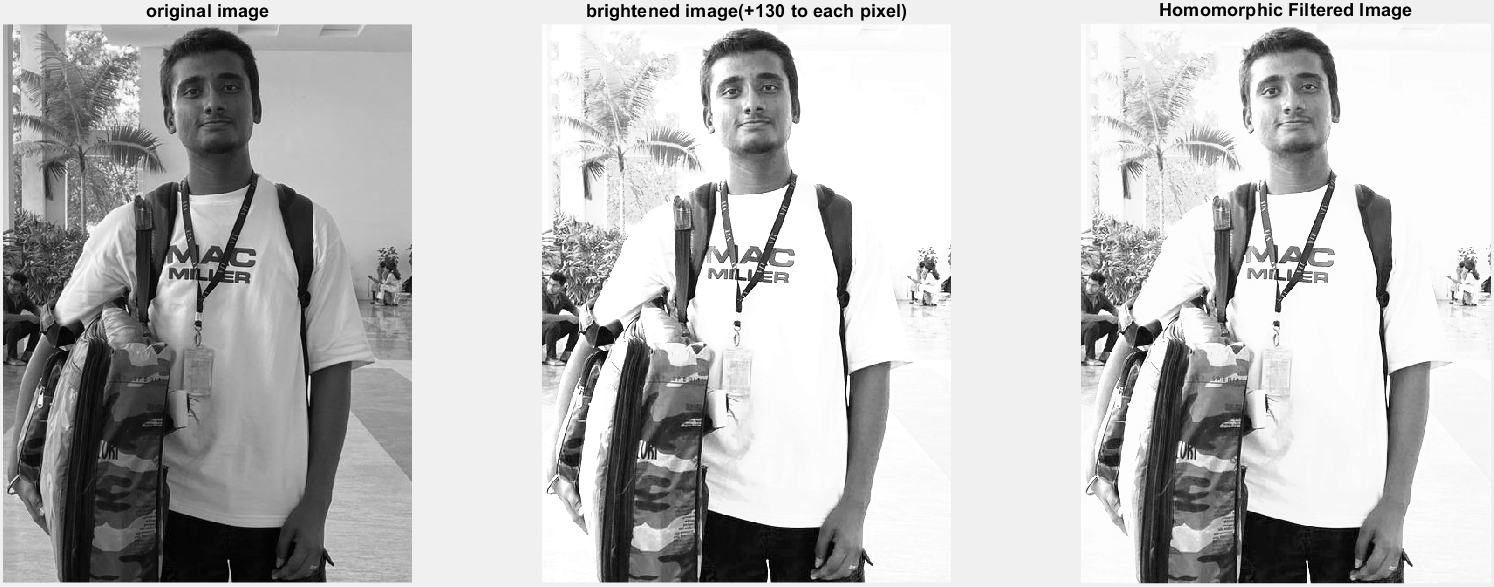 original image
brightened image(+130 to each pixel)
Homomorphic Filtered Image
MAC
MILLER
MAC
MILLER
MAC
MILLER